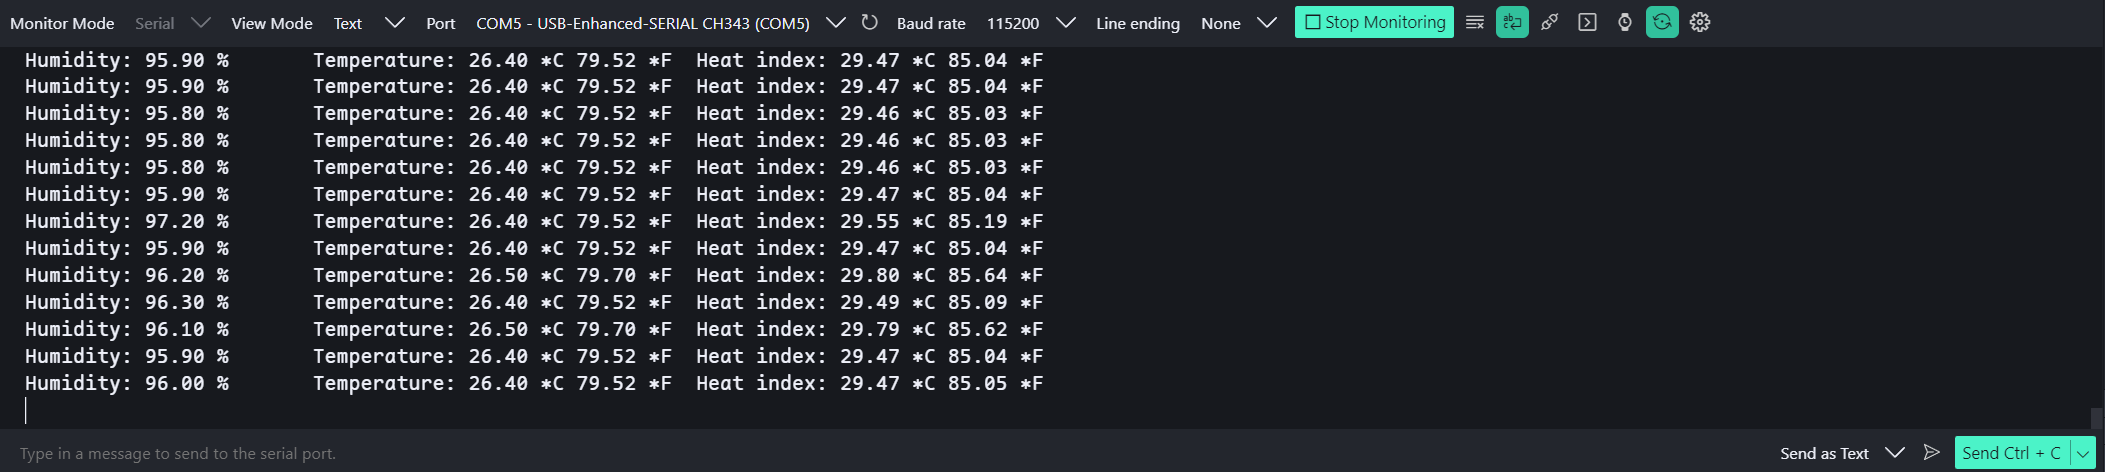 Monitor Mode Serial View Mode Text Port COM5 - USB-Enhanced-SERIAL CH343 (COM5) Baud rate 115200 Line ending None Stop Monitoring
Humidity: 95.90 % Temperature: 26.40 *C 79.52 *F Heat index: 29.47 *C 85.04 *F
Humidity: 95.90 % Temperature: 26.40 *C 79.52 *F Heat index: 29.47 *C 85.04 *F
Humidity: 95.80 % Temperature: 26.40 *C 79.52 *F Heat index: 29.46 *C 85.03 *F
Humidity: 95.80 % Temperature: 26.40 *C 79.52 *F Heat index: 29.46 *C 85.03 *F
Humidity: 95.80 % Temperature: 26.40 *C 79.52 *F Heat index: 29.46 *C 85.03 *F
Humidity: 95.90 % Temperature: 26.40 *C 79.52 *F Heat index: 29.47 *C 85.04 *F
Humidity: 97.20 % Temperature: 26.40 *C 79.52 *F Heat index: 29.55 *C 85.19 *F
Humidity: 95.90 % Temperature: 26.40 *C 79.52 *F Heat index: 29.47 *C 85.04 *F
Humidity: 96.20 % Temperature: 26.50 *C 79.70 *F Heat index: 29.80 *C 85.64 *F
Humidity: 96.30 % Temperature: 26.40 *C 79.52 *F Heat index: 29.49 *C 85.09 *F
Humidity: 96.10 % Temperature: 26.50 *C 79.70 *F Heat index: 29.79 *C 85.62 *F
Humidity: 95.90 % Temperature: 26.40 *C 79.52 *F Heat index: 29.47 *C 85.04 *F
Humidity: 96.00 % Temperature: 26.40 *C 79.52 *F Heat index: 29.47 *C 85.05 *F
Type in a message to send to the serial port. Send as Text Send Ctrl + C